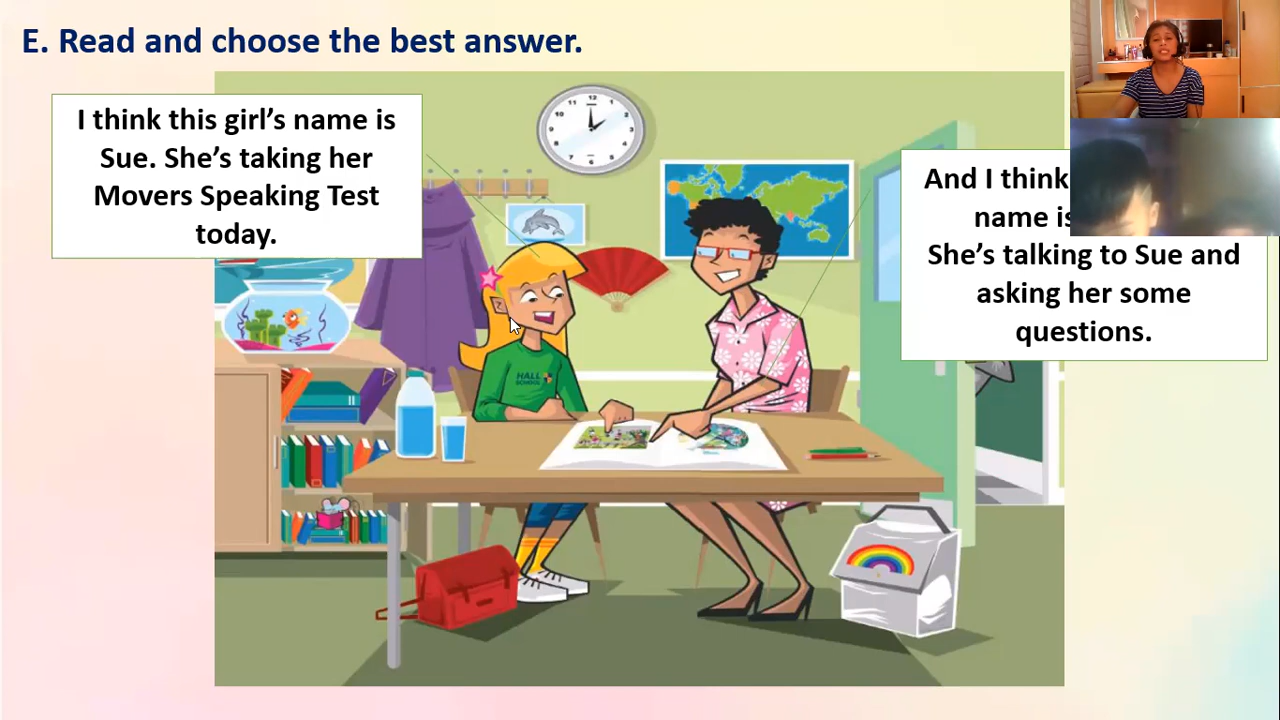 E. Read and choose the best answer.
I think this girl's name is
Sue. She's taking her
Movers Speaking Test
today.
And I think
name is
She's talking to Sue and
asking her some
questions.
HALL
SCHOOL